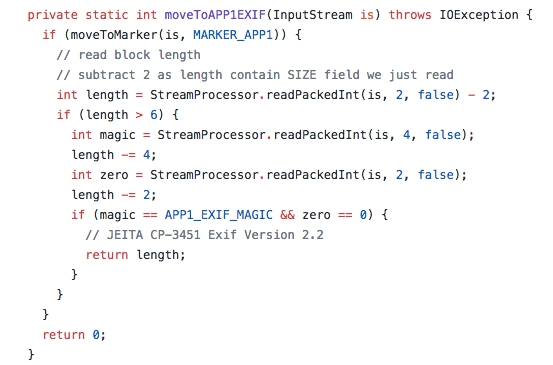 private static int moveToAPP1EXIF(InputStream is) throws IOException {
  if (moveToMarker(is, MARKER_APP1)) {
    // read block length
    // subtract 2 as length contain SIZE field we just read
    int length = StreamProcessor.readPackedInt(is, 2, false) - 2;
    if (length > 6) {
      int magic = StreamProcessor.readPackedInt(is, 4, false);
      length -= 4;
      int zero = StreamProcessor.readPackedInt(is, 2, false);
      length -= 2;
      if (magic == APP1_EXIF_MAGIC && zero == 0) {
        // JEITA CP-3451 Exif Version 2.2
        return length;
      }
    }
  }
  return 0;
}